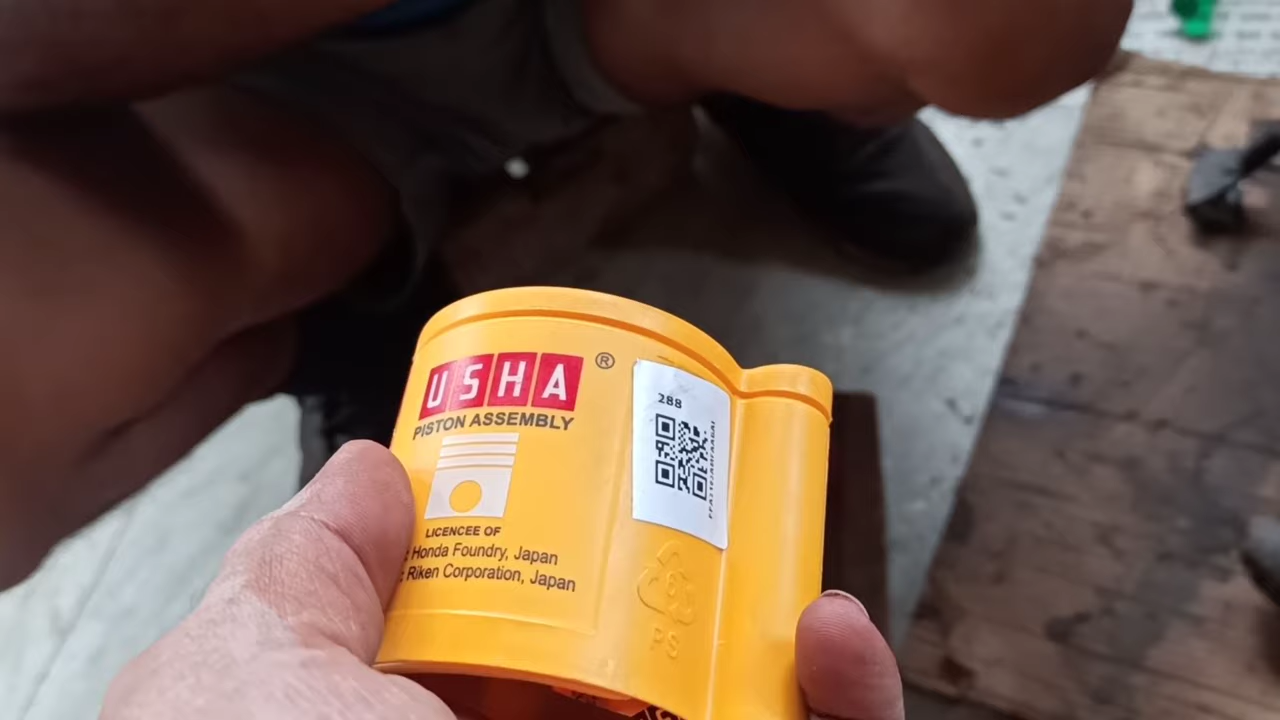 USHA ®
PISTON ASSEMBLY
LICENCEE OF
: Honda Foundry, Japan
: Riken Corporation, Japan
288
PS